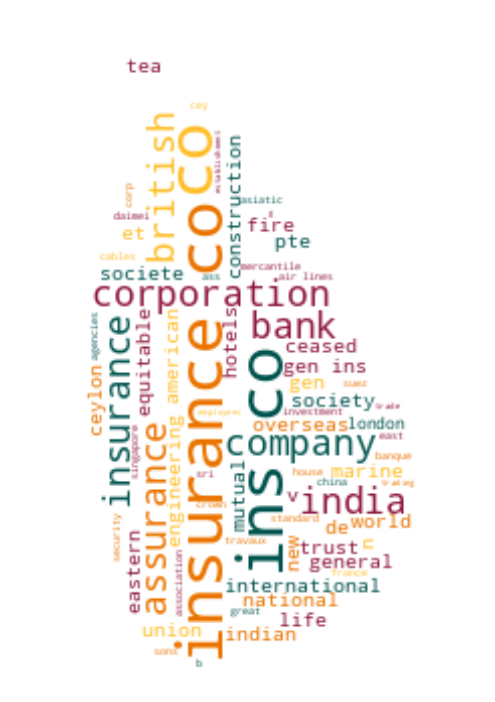 tea
cey
british
co
establishment
construction
corp
asiatic
daimei
d
insurance co
fire
et
pte
cables
mercantile
societe
ass
air lines
corporation
agencies
insurance
equitable
american
hotels
bank
ceased
ins co
gen ins
gen
suez
ceylon
society
trade
employees
investment
overseas
london
assurance
engineering
company
east
singapore
banque
sri
mutual
house
marine
china
trading
crown
v
india
standard
de
world
security
travaux
new
trust
c
eastern
association
general
france
international
great
national
life
union
indian
sons
b